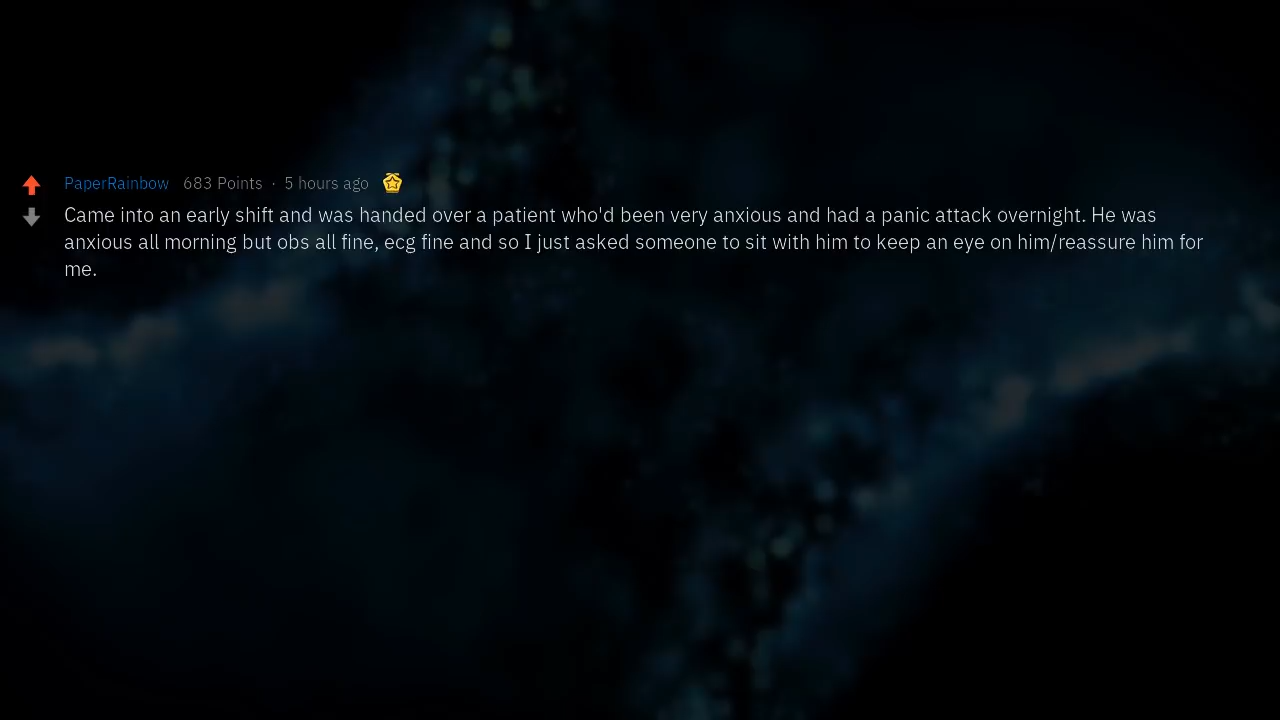 PaperRainbow 683 Points · 5 hours ago
Came into an early shift and was handed over a patient who'd been very anxious and had a panic attack overnight. He was
anxious all morning but obs all fine, ecg fine and so I just asked someone to sit with him to keep an eye on him/reassure him for
me.